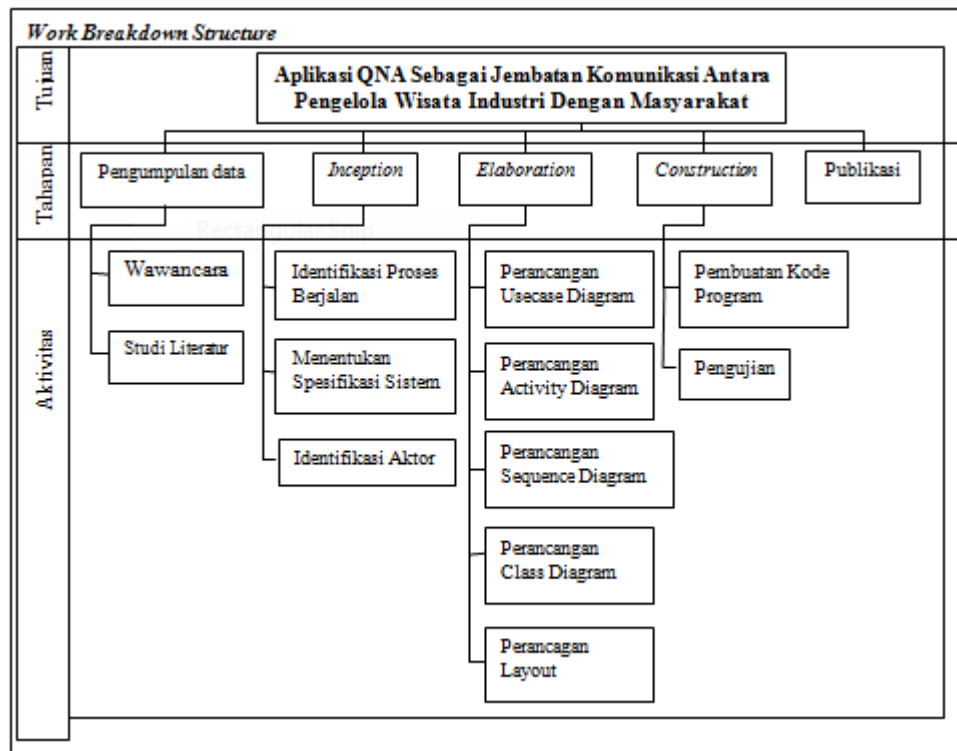 Work Breakdown Structure
Tujuan
Aplikasi QNA Sebagai Jembatan Komunikasi Antara
Pengelola Wisata Industri Dengan Masyarakat
Tahapan
Pengumpulan data
Inception
Elaboration
Construction
Publikasi
Rectangular Snip
Aktivitas
Wawancara
Studi Literatur
Identifikasi Proses
Berjalan
Menentukan
Spesifikasi Sistem
Identifikasi Aktor
Perancangan
Usecase Diagram
Perancangan
Activity Diagram
Perancangan
Sequence Diagram
Perancangan
Class Diagram
Perancagan
Layout
Pembuatan Kode
Program
Pengujian